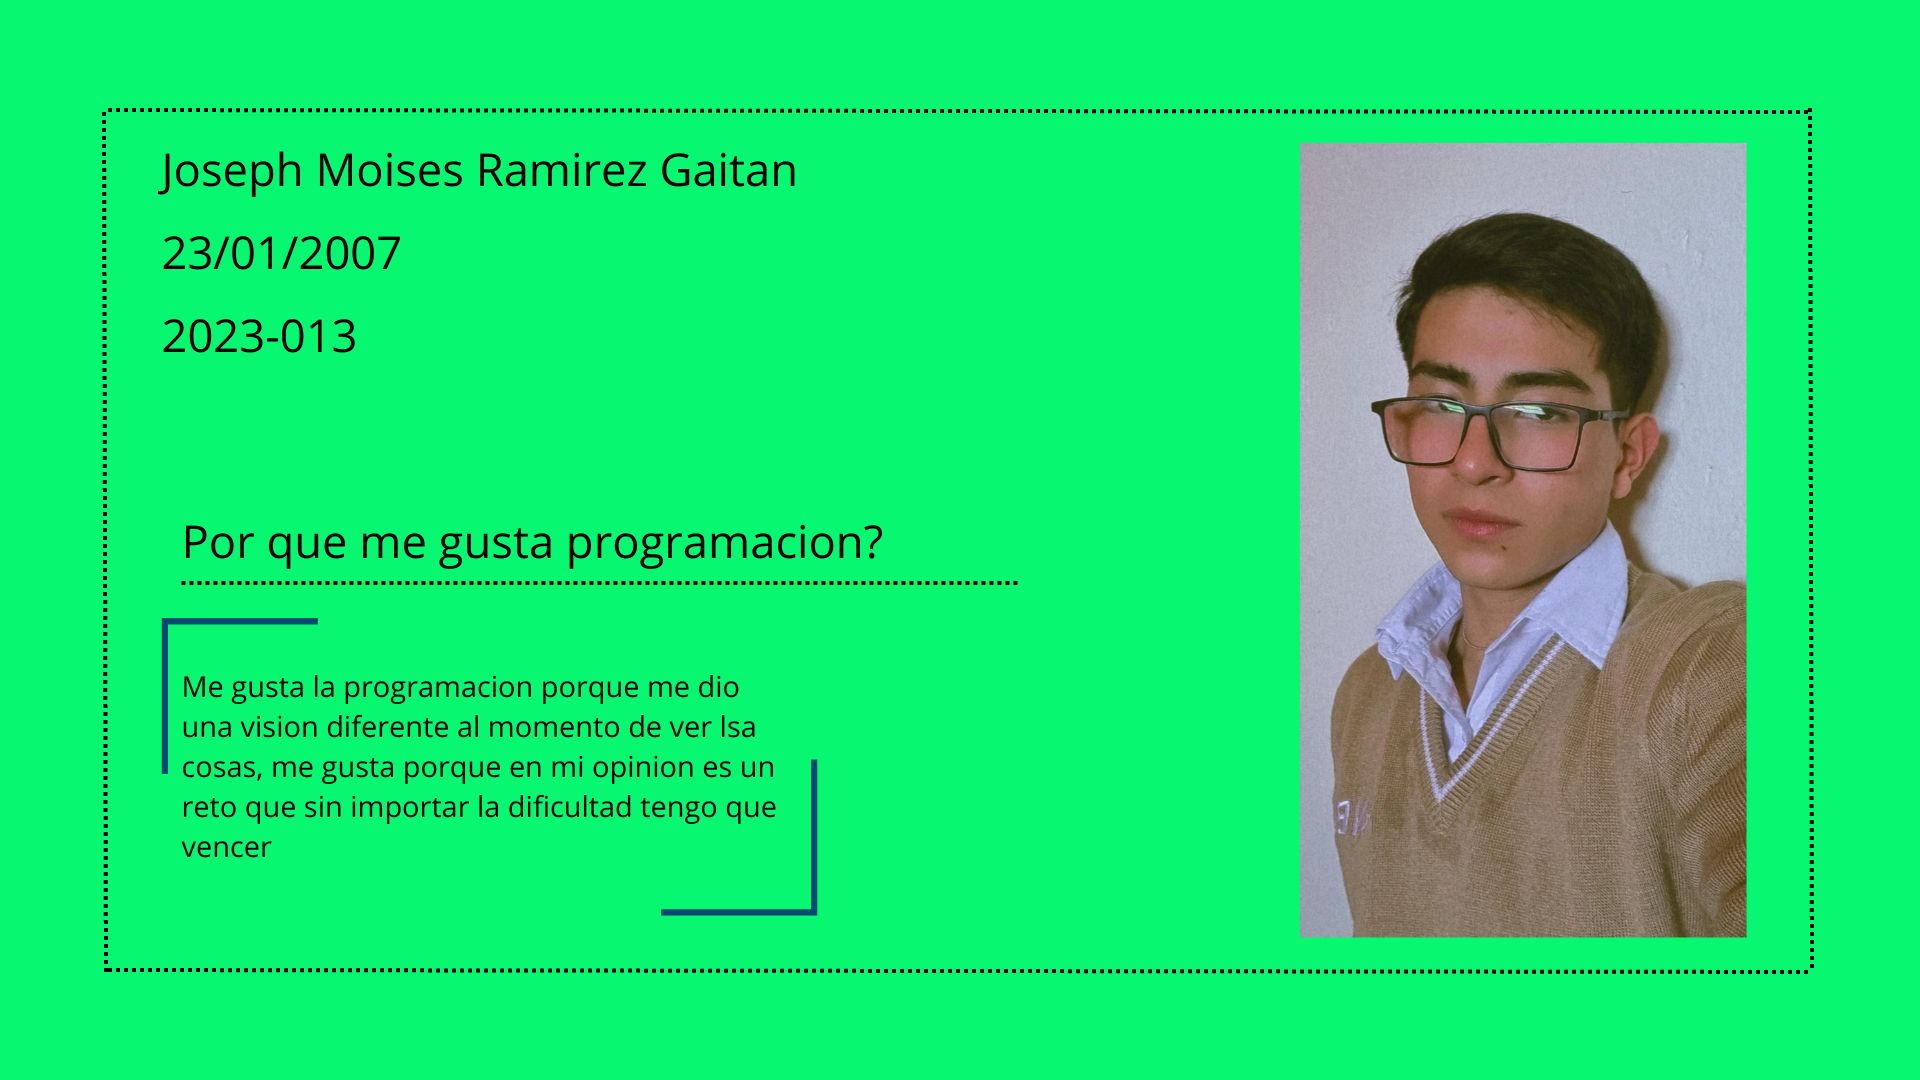 Joseph Moises Ramirez Gaitan
23/01/2007
2023-013
Por que me gusta programacion?
Me gusta la programacion porque me dio
una vision diferente al momento de ver lsa
cosas, me gusta porque en mi opinion es un
reto que sin importar la dificultad tengo que
vencer